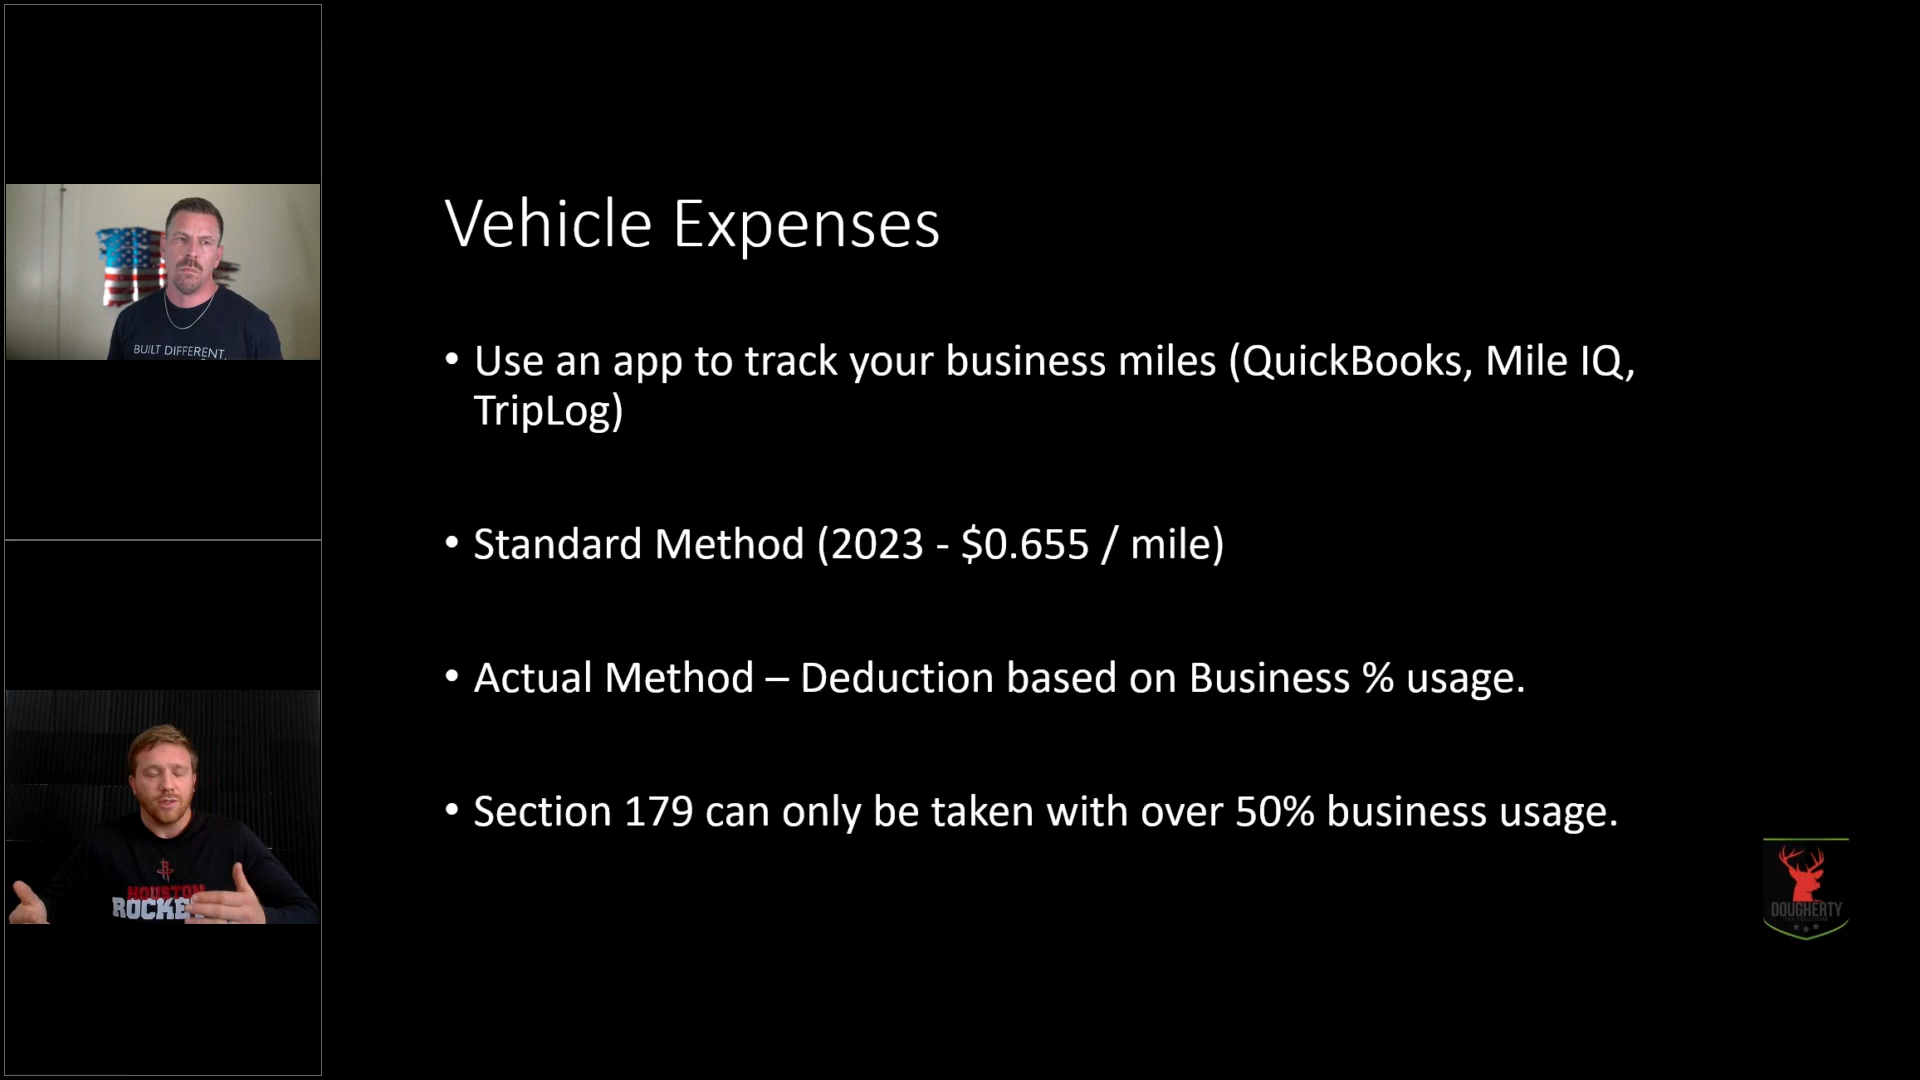 BUILT DIFFERENT.
HOUSTON
Vehicle Expenses
• Use an app to track your business miles (QuickBooks, Mile IQ,
TripLog)
• Standard Method (2023 - $0.655 / mile)
• Actual Method – Deduction based on Business % usage.
• Section 179 can only be taken with over 50% business usage.
DOUGHERTY